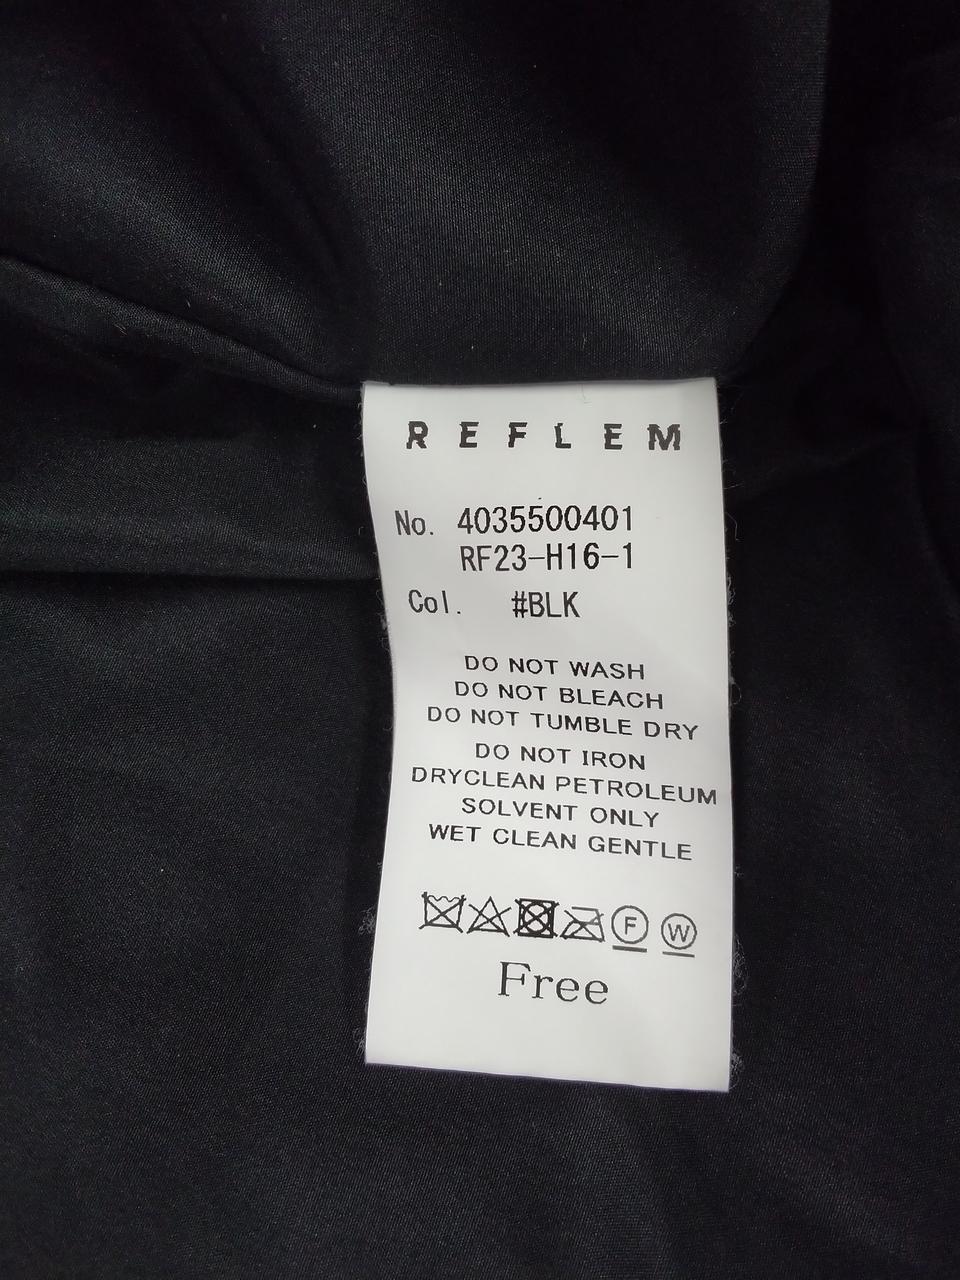 REFLEM
No. 4035500401
RF23-H16-1
Col. #BLK
DO NOT WASH
DO NOT BLEACH
DO NOT TUMBLE DRY
DO NOT IRON
DRYCLEAN PETROLEUM
SOLVENT ONLY
WET CLEAN GENTLE
F W
Free